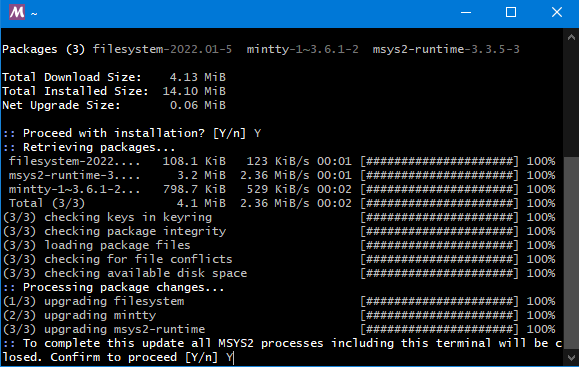 M ~
Packages (3) filesystem-2022.01-5  mintty-1~3.6.1-2  msys2-runtime-3.3.5-3
Total Download Size:    4.13 MiB
Total Installed Size:  14.10 MiB
Net Upgrade Size:       0.06 MiB
:: Proceed with installation? [Y/n] Y
:: Retrieving packages...
 filesystem-2022....   108.1 KiB   123 KiB/s 00:01 [#####################] 100%
 msys2-runtime-3....     3.2 MiB  2.36 MiB/s 00:01 [#####################] 100%
 mintty-1~3.6.1-2...   798.7 KiB   529 KiB/s 00:02 [#####################] 100%
 Total (3/3)             4.1 MiB  2.36 MiB/s 00:02 [#####################] 100%
(3/3) checking keys in keyring                     [#####################] 100%
(3/3) checking package integrity                   [#####################] 100%
(3/3) loading package files                        [#####################] 100%
(3/3) checking for file conflicts                  [#####################] 100%
(3/3) checking available disk space                [#####################] 100%
:: Processing package changes...
(1/3) upgrading filesystem                         [#####################] 100%
(2/3) upgrading mintty                             [#####################] 100%
(3/3) upgrading msys2-runtime                      [#####################] 100%
:: To complete this update all MSYS2 processes including this terminal will be c
losed. Confirm to proceed [Y/n] Y